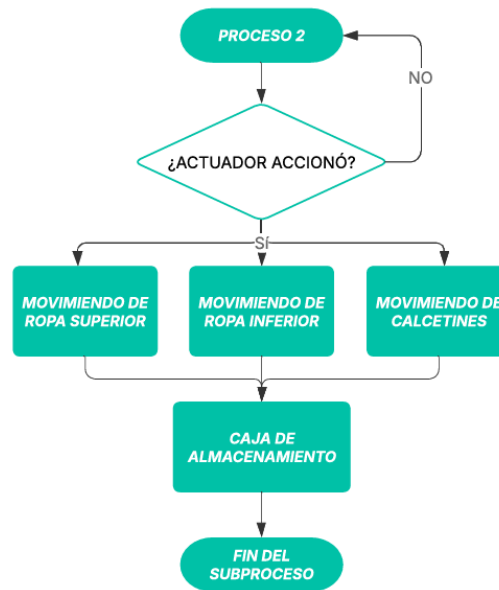 PROCESO 2
NO
¿ACTUADOR ACCIONÓ?
Sí
MOVIMIENDO DE
ROPA SUPERIOR
MOVIMIENDO DE
ROPA INFERIOR
MOVIMIENDO DE
CALCETINES
CAJA DE
ALMACENAMIENTO
FIN DEL
SUBPROCESO